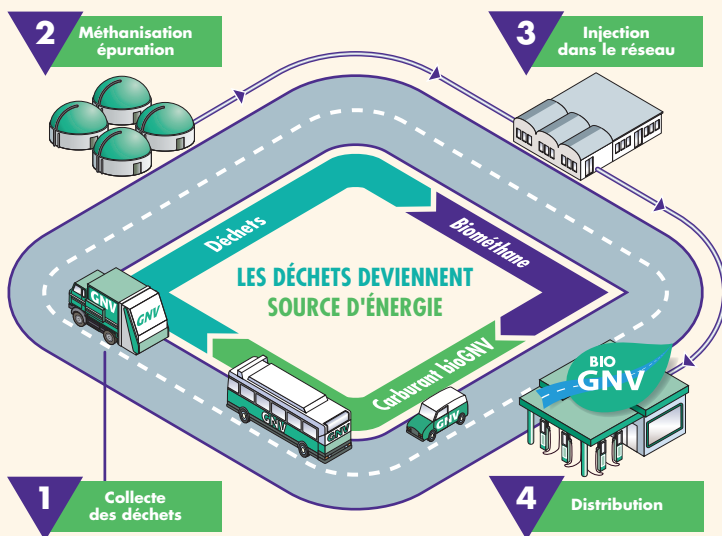 2
Méthanisation
épuration
3
Injection
dans le réseau
Déchets
Biométhane
LES DÉCHETS DEVIENNENT
SOURCE D'ÉNERGIE
Carburant bioGNV
GNV
GNV
GNV
GNV
GNV
BIO
GNV
1
Collecte
des déchets
4
Distribution